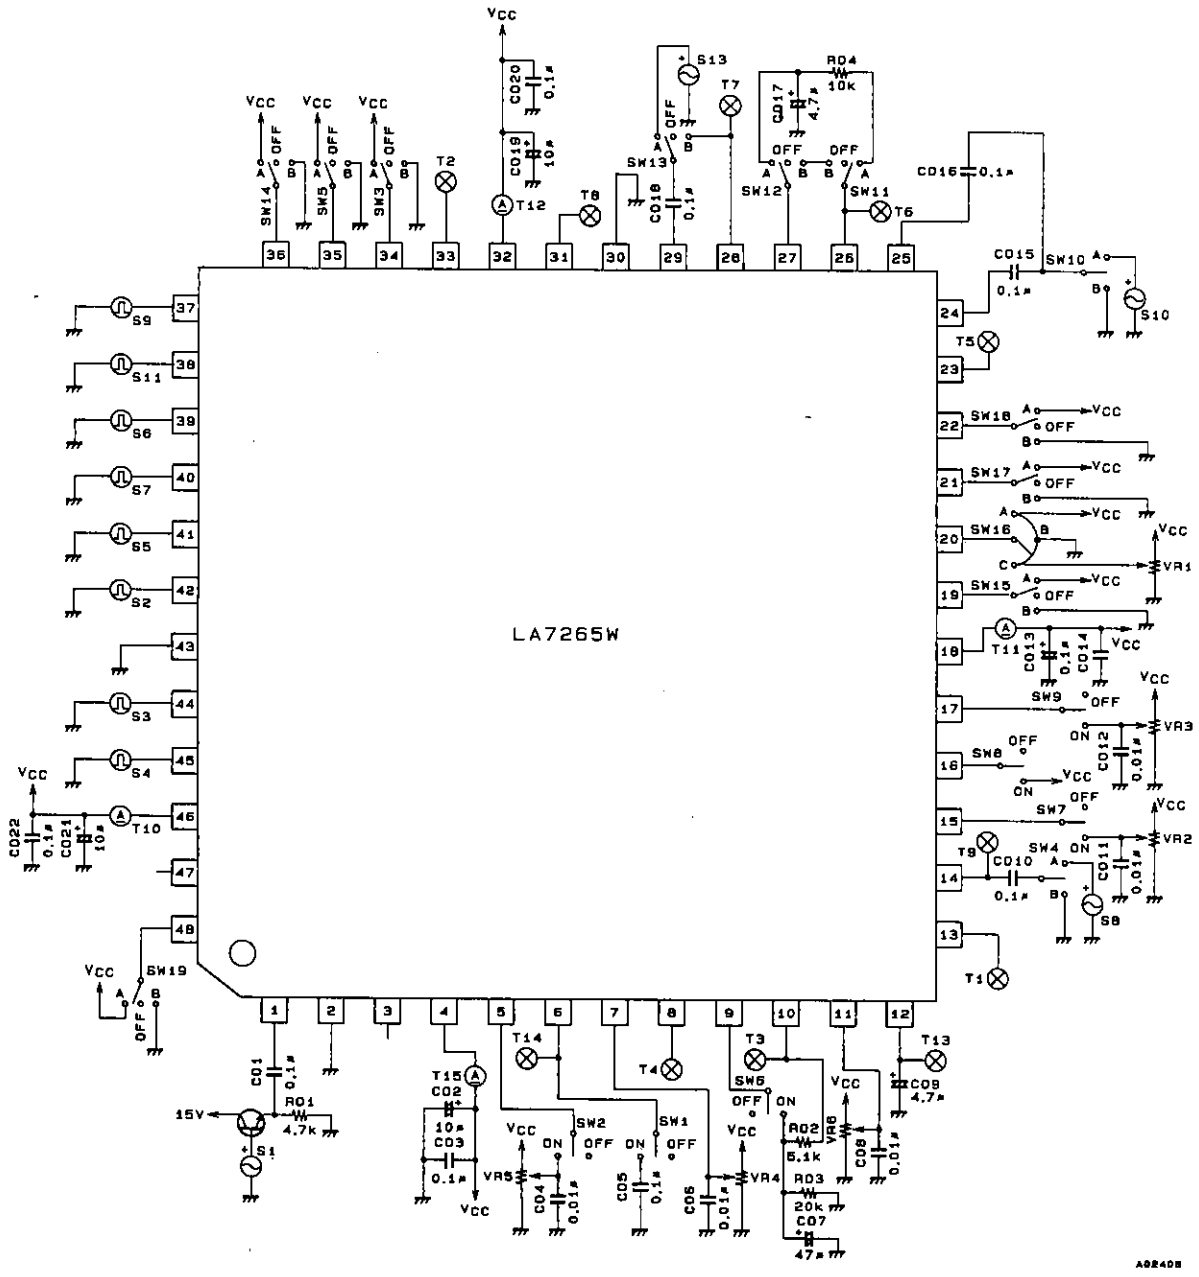 VCC
C020
0.1μ
C019
10μ
A
T12
S13
T7
R04
10k
C017
4.7μ
VCC
VCC
VCC
A
OFF
B
SW14
A
OFF
B
SW5
A
OFF
B
SW3
T2
T8
A
OFF
B
SW13
C018
0.1μ
A
OFF
B
SW12
B
OFF
A
SW11
T6
C016
0.1μ
36
35
34
33
32
31
30
29
28
27
26
25
C015
0.1μ
SW10
A
B
S10
37
S9
38
S11
39
S6
40
S7
41
S5
42
S2
43
44
S3
45
S4
VCC
46
A
T10
C022
0.1μ
C021
10μ
47
48
SW19
VCC
A
OFF
B
LA7265W
24
23
T5
22
SW18
A
VCC
OFF
B
21
SW17
A
VCC
OFF
B
20
SW16
A
VCC
B
C
VCC
VR1
19
SW15
A
VCC
OFF
B
18
A
T11
C013
0.1μ
C014
VCC
17
SW9
OFF
ON
C012
0.01μ
VCC
VR3
16
SW8
OFF
ON
VCC
15
SW7
OFF
ON
C011
0.01μ
VCC
VR2
14
T9
C010
0.1μ
SW4
A
B
S8
13
T1
1
2
3
4
5
6
7
8
9
10
11
12
C01
0.1μ
15V
R01
4.7k
S1
T15
A
C02
10μ
C03
0.1μ
VCC
T14
SW2
ON
OFF
VCC
VR5
C04
0.01μ
SW1
ON
OFF
C05
0.1μ
T4
C06
0.01μ
VCC
VR4
T3
SW6
OFF
ON
R02
5.1k
R03
20k
C07
47μ
VCC
VR6
C08
0.01μ
T13
C09
4.7μ
A02408